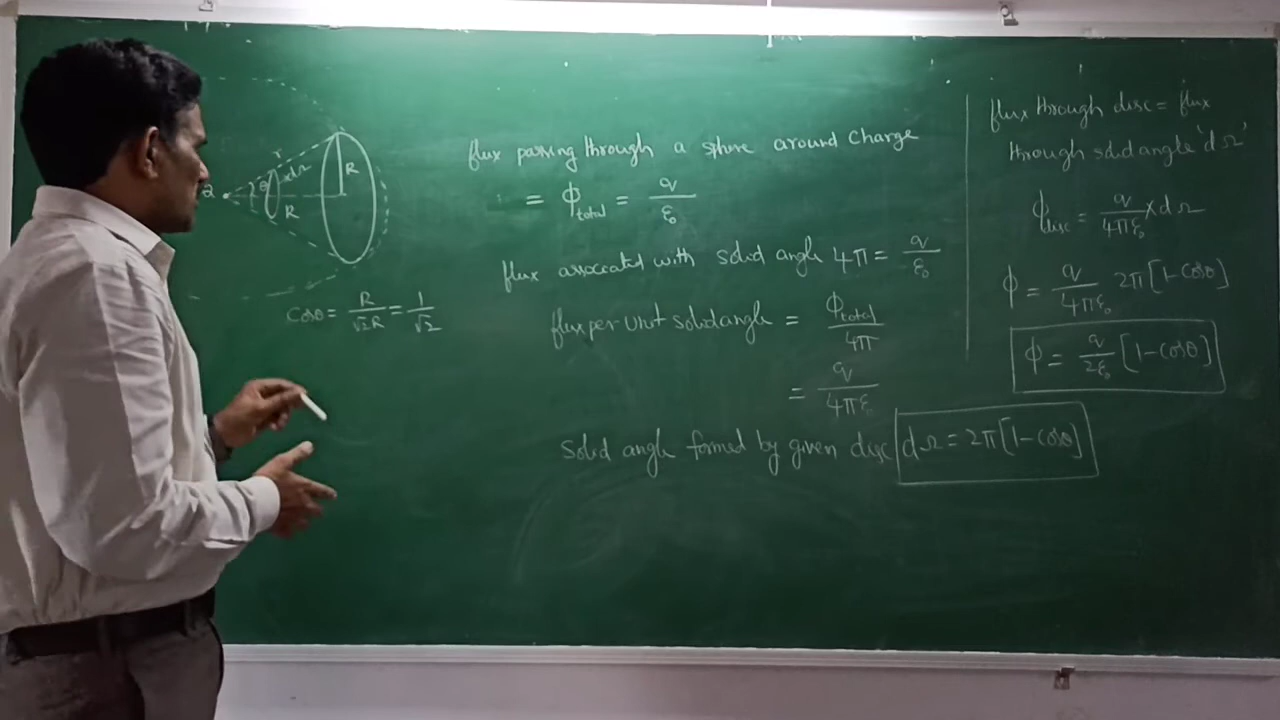 r
R
θ
dΩ
R
Cosθ = R/√2R = 1/√2
flux passing through a sphere around Charge
= ϕtotal = q/ε₀
flux associated with solid angle 4π = q/ε₀
flux per unit solid angle = ϕtotal/4π
= q/4πε₀
Solid angle formed by given disc dΩ = 2π[1-cosθ]
flux through disc = flux
through solid angle 'dΩ'
ϕdisc = q/4πε₀ × dΩ
ϕ = q/4πε₀ 2π[1-cosθ]
ϕ = q/2ε₀ [1-cosθ]